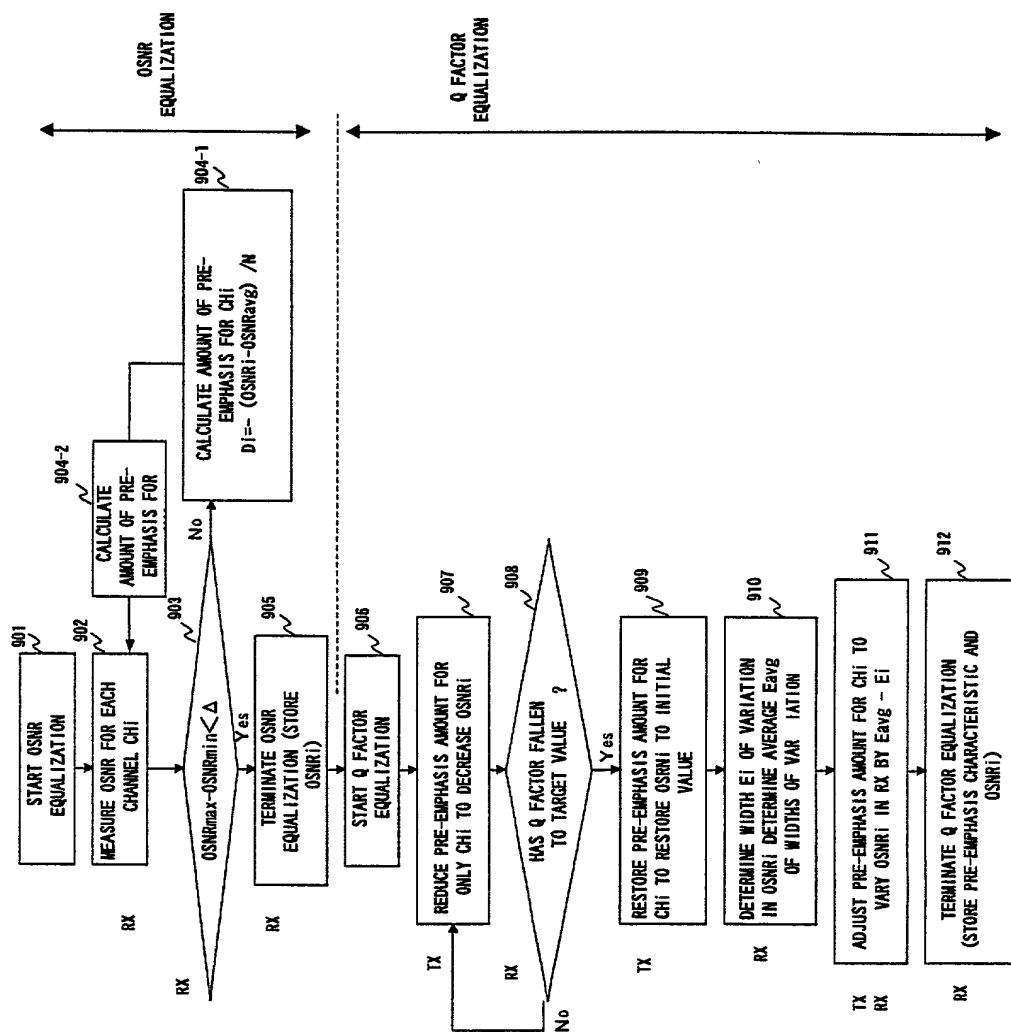 901
START OSNR
EQUALIZATION
902
MEASURE OSNR FOR EACH
CHANNEL CHi
RX
903
OSNRmax-OSNRmin<Δ
RX
No
Yes
904-1
CALCULATE AMOUNT OF PRE-
EMPHASIS FOR CHi
Di=- (OSNRi-OSNRavg) /N
904-2
CALCULATE
AMOUNT OF PRE-
EMPHASIS FOR
905
TERMINATE OSNR
EQUALIZATION (STORE
OSNRi)
OSNR
EQUALIZATION
906
START Q FACTOR
EQUALIZATION
907
REDUCE PRE-EMPHASIS AMOUNT FOR
ONLY CHi TO DECREASE OSNRi
TX
908
HAS Q FACTOR FALLEN
TO TARGET VALUE ?
RX
No
Yes
909
RESTORE PRE-EMPHASIS AMOUNT FOR
CHi TO RESTORE OSRNi TO INITIAL
VALUE
TX
910
DETERMINE WIDTH Ei OF VARIATION
IN OSNRi DETERMINE AVERAGE Eavg
OF WIDTHS OF VAR IATION
RX
911
ADJUST PRE-EMPHASIS AMOUNT FOR CHi TO
VARY OSNRi IN RX BY Eavg - Ei
TX
RX
912
TERMINATE Q FACTOR EQUALIZATION
(STORE PRE-EMPHASIS CHARACTERISTIC AND
OSNRi)
RX
Q FACTOR
EQUALIZATION